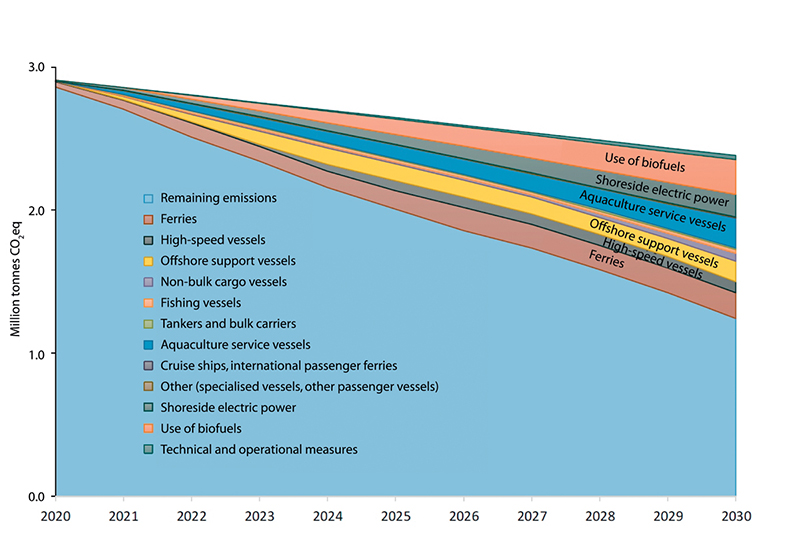 3.0
2.0
1.0
0.0
Million tonnes CO2eq
Use of biofuels
Shoreside electric power
Aquaculture service vessels
Offshore support vessels
High-speed vessels
Ferries
Remaining emissions
Ferries
High-speed vessels
Offshore support vessels
Non-bulk cargo vessels
Fishing vessels
Tankers and bulk carriers
Aquaculture service vessels
Cruise ships, international passenger ferries
Other (specialised vessels, other passenger vessels)
Shoreside electric power
Use of biofuels
Technical and operational measures
2020 2021 2022 2023 2024 2025 2026 2027 2028 2029 2030